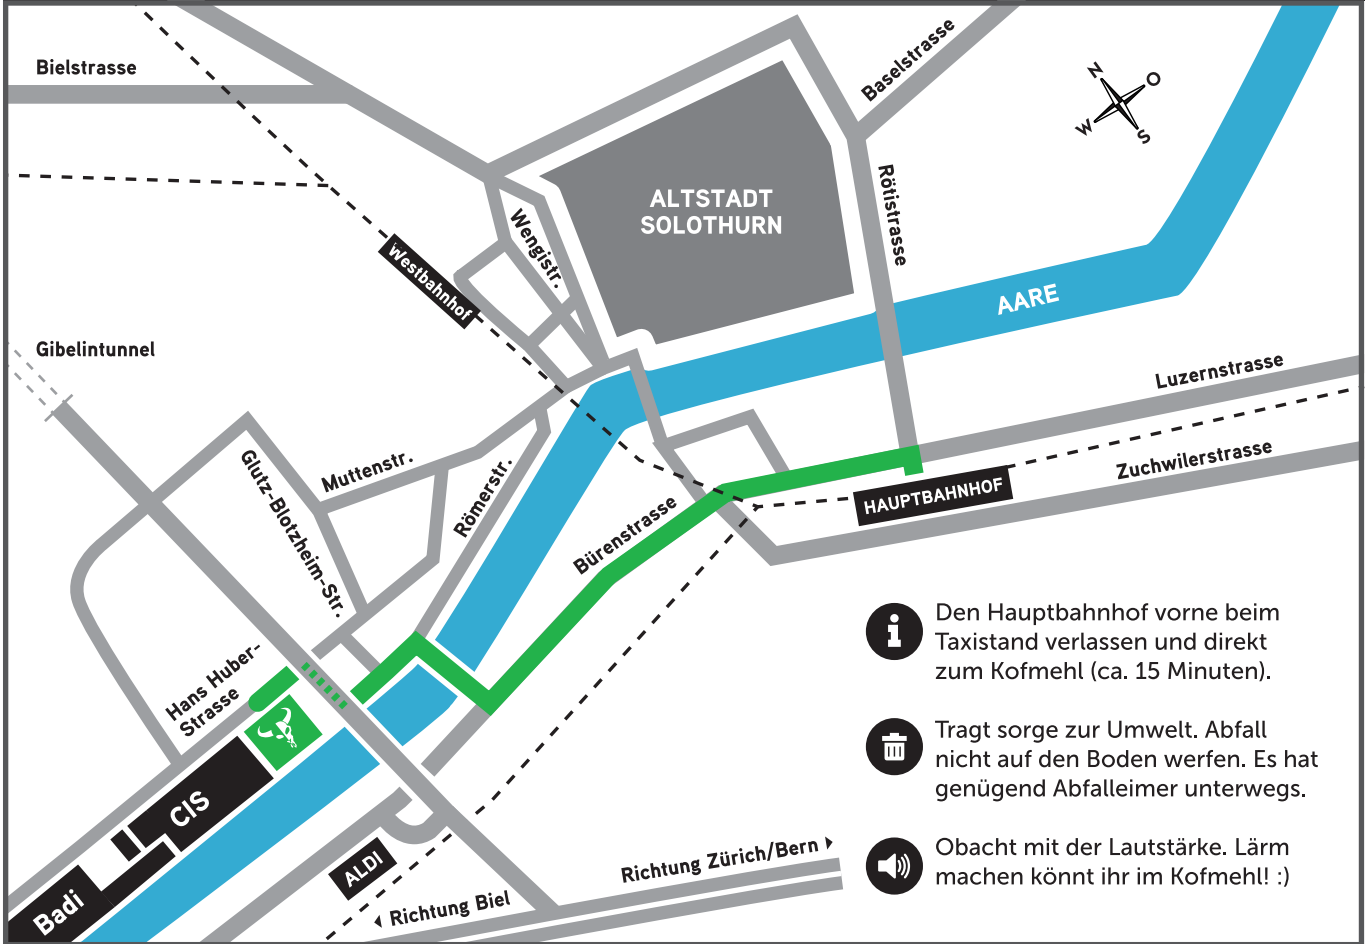 Bielstrasse
Baselstrasse
N
O
W
S
ALTSTADT
SOLOTHURN
Rötistrasse
Wengistr.
Westbahnhof
AARE
Gibelintunnel
Luzernstrasse
Muttenstr.
Glutz-Blotzheim-Str.
Römerstr.
Zuchwilerstrasse
HAUPTBAHNHOF
Bürenstrasse
Hans Huber-
Strasse
CIS
Badi
ALDI
Richtung Zürich/Bern
Richtung Biel
i
Den Hauptbahnhof vorne beim
Taxistand verlassen und direkt
zum Kofmehl (ca. 15 Minuten).
Tragt sorge zur Umwelt. Abfall
nicht auf den Boden werfen. Es hat
genügend Abfalleimer unterwegs.
Obacht mit der Lautstärke. Lärm
machen könnt ihr im Kofmehl! :)